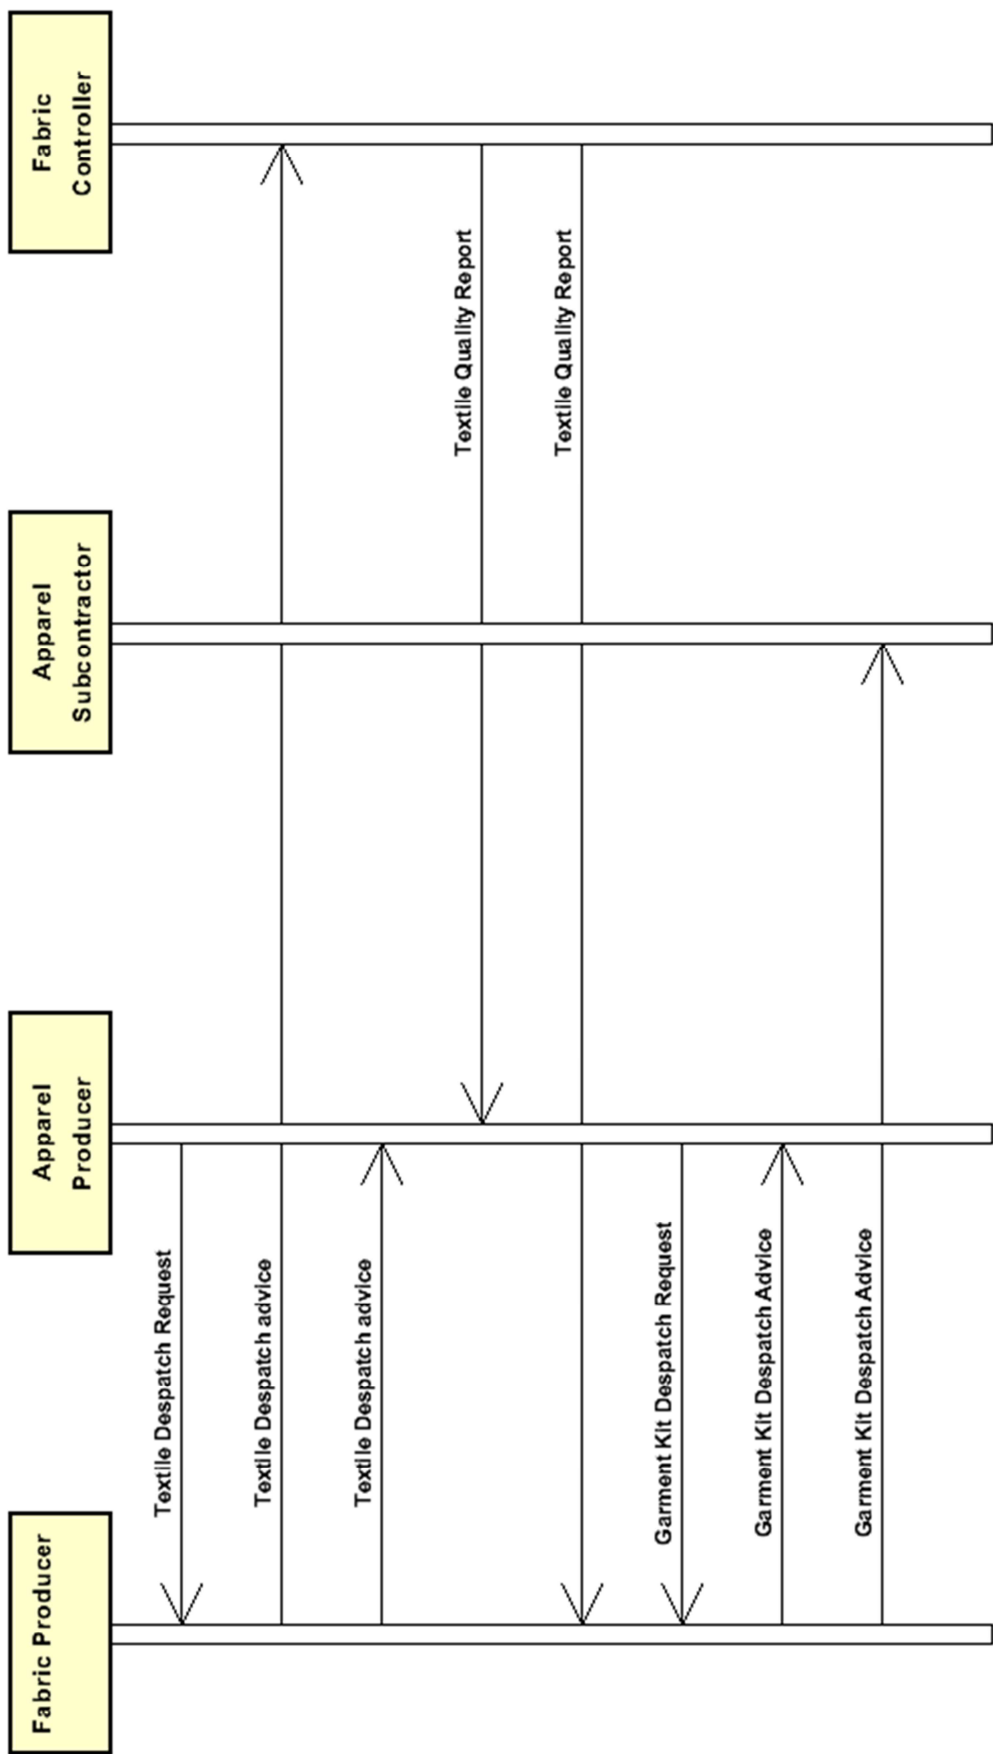 Fabric Producer
Apparel
Producer
Apparel
Subcontractor
Fabric
Controller
Textile Despatch Request
Textile Despatch advice
Textile Despatch advice
Textile Quality Report
Textile Quality Report
Garment Kit Despatch Request
Garment Kit Despatch Advice
Garment Kit Despatch Advice